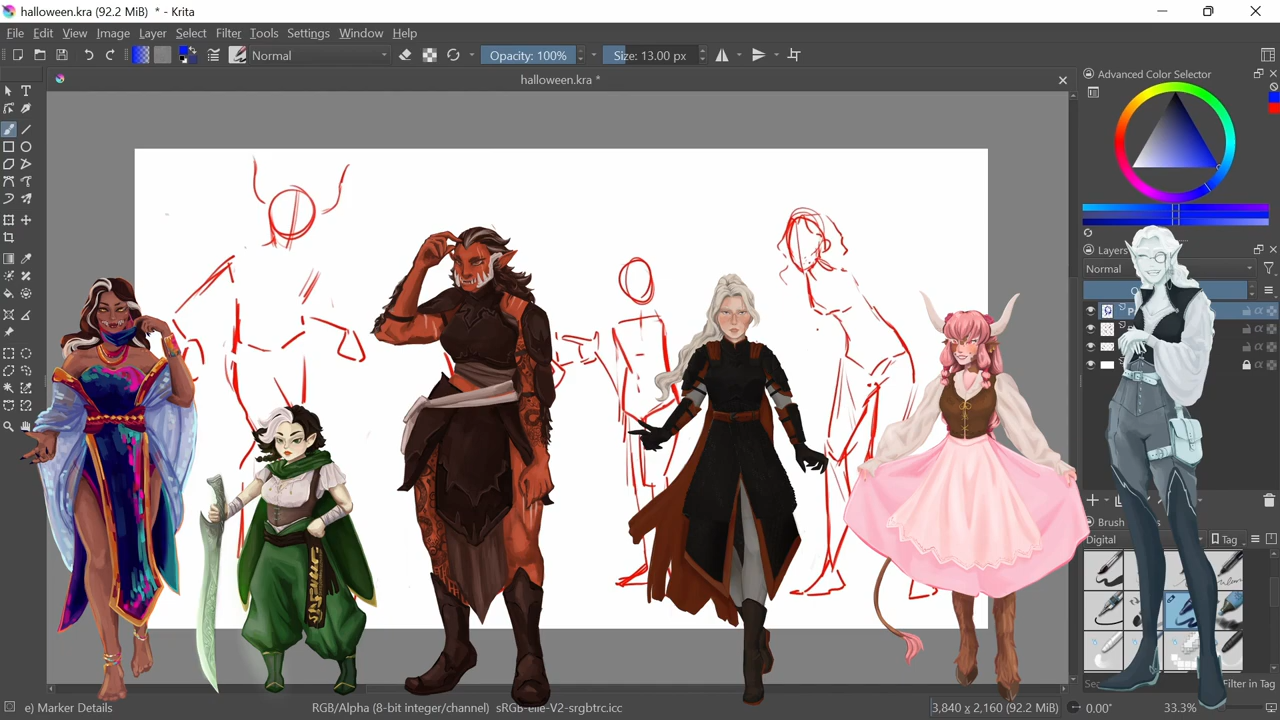 halloween.kra (92.2 MiB) * - Krita
File Edit View Image Layer Select Filter Tools Settings Window Help
Normal Opacity: 100% Size: 13.00 px
halloween.kra *
Advanced Color Selector
Layers
Normal
Brush
Digital Tag
Filter in Tag
e) Marker Details RGB/Alpha (8-bit integer/channel) sRGB-elle-V2-srgbtrc.icc 3,840 x 2,160 (92.2 MiB) 0.00° 33.3%